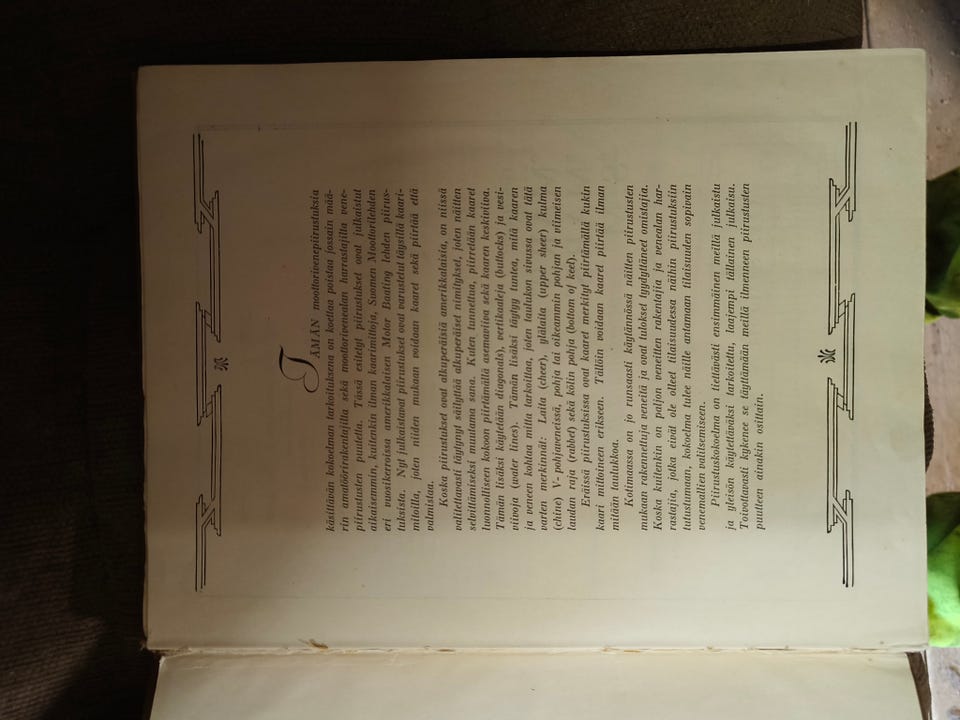 TÄMÄN moottorivenepiirustuksia
käsittävän kokoelman tarkoituksena on koettaa poistaa jossain mää-
rin amatöörirakentajilta sekä moottorivenealan harrastajilta vene-
piirustusten puutetta. Tässä esitetyt piirustukset ovat julkaistut
aikaisemmin, kuitenkin ilman kaarimittoja, Suomen Moottorilehden
eri vuosikerroissa amerikkalaisen Motor Boating lehden piirus-
tuksista. Nyt julkaistavat piirustukset ovat varustetut täysillä kaari-
mitoilla, joten niiden mukaan voidaan kaaret sekä piirtää että
valmistaa.
Koska piirustukset ovat alkuperäisiä amerikkalaisia, on niissä
valitettavasti täytynyt säilyttää alkuperäiset nimitykset, joten näitten
selvittämiseksi muutama sana. Kuten tunnettua, piirretään kaaret
luonnolliseen kokoon piirtämällä asemaviiva sekä kaaren keskiviiva.
Tämän lisäksi käytetään diagonals), vertikaaleja (buttocks) ja vesi-
viivoja (water lines). Tämän lisäksi täytyy tuntea, mitä kaaren
ja veneen kohtaa mitta tarkoittaa, joten taulukon sivussa ovat tätä
varten merkinnät: Laita (cheer), ylälaita (upper sheer) kulma
(chine) V-pohjaveneissä, pohja tai oikeammin pohjan ja viimeisen
laudan raja (rabbet) sekä kölin pohja (bottom of keel).
Eräissä piirustuksissa ovat kaaret merkityt piirtämällä kukin
kaari mittoineen erikseen. Tällöin voidaan kaaret piirtää ilman
mitään taulukkoa.
Kotimaassa on jo runsaasti käytännössä näitten piirustusten
mukaan rakennettuja veneitä ja ovat tulokset tyydyttäneet omistajia.
Koska kuitenkin on paljon veneitten rakentajia ja venealan har-
rastajia, jotka eivät ole olleet tilaisuudessa näihin piirustuksiin
tutustumaan, kokoelma tulee näille antamaan tilaisuuden sopivain
venemallien valitsemiseen.
Piirustuskokoelma on tiettävästi ensimmäinen meillä julkaistu
ja yleisön käytettäväksi tarkoitettu, laajempi tällainen julkaisu.
Toivottavasti kykenee se täyttämään meillä ilmenneen piirustusten
puutteen ainakin osittain.